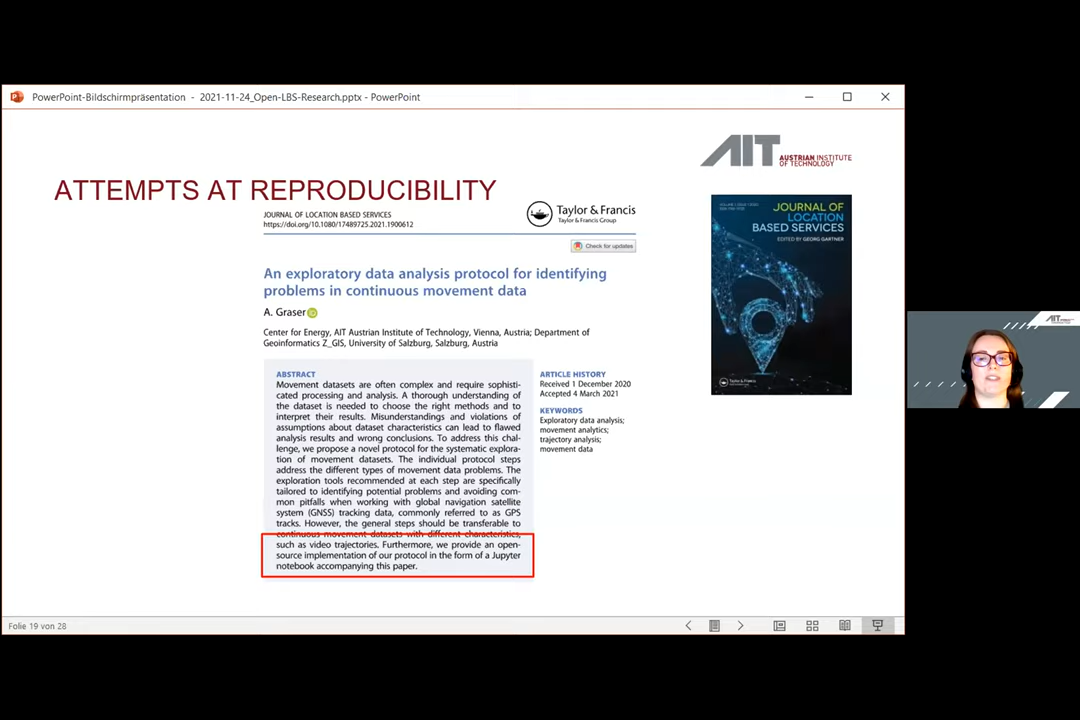 PowerPoint-Bildschirmpräsentation - 2021-11-24_Open-LBS-Research.pptx - PowerPoint
AIT AUSTRIAN INSTITUTE
OF TECHNOLOGY
ATTEMPTS AT REPRODUCIBILITY
JOURNAL OF LOCATION BASED SERVICES
https://doi.org/10.1080/17489725.2021.1900612
Taylor & Francis
Taylor & Francis Group
Check for updates
An exploratory data analysis protocol for identifying
problems in continuous movement data
A. Graser iD
Center for Energy, AIT Austrian Institute of Technology, Vienna, Austria; Department of
Geoinformatics Z_GIS, University of Salzburg, Salzburg, Austria
ABSTRACT
Movement datasets are often complex and require sophisti-
cated processing and analysis. A thorough understanding of
the dataset is needed to choose the right methods and to
interpret their results. Misunderstandings and violations of
assumptions about dataset characteristics can lead to flawed
analysis results and wrong conclusions. To address this chal-
lenge, we propose a novel protocol for the systematic explora-
tion of movement datasets. The individual protocol steps
address the different types of movement data problems. The
exploration tools recommended at each step are specifically
tailored to identifying potential problems and avoiding com-
mon pitfalls when working with global navigation satellite
system (GNSS) tracking data, commonly referred to as GPS
tracks. However, the general steps should be transferable to
continuous movement datasets with different characteristics,
such as video trajectories. Furthermore, we provide an open-
source implementation of our protocol in the form of a Jupyter
notebook accompanying this paper.
ARTICLE HISTORY
Received 1 December 2020
Accepted 4 March 2021
KEYWORDS
Exploratory data analysis;
movement analytics;
trajectory analysis;
movement data
JOURNAL OF
LOCATION
BASED SERVICES
EDITED BY GEORG GARTNER
Taylor & Francis
AIT
Folie 19 von 28